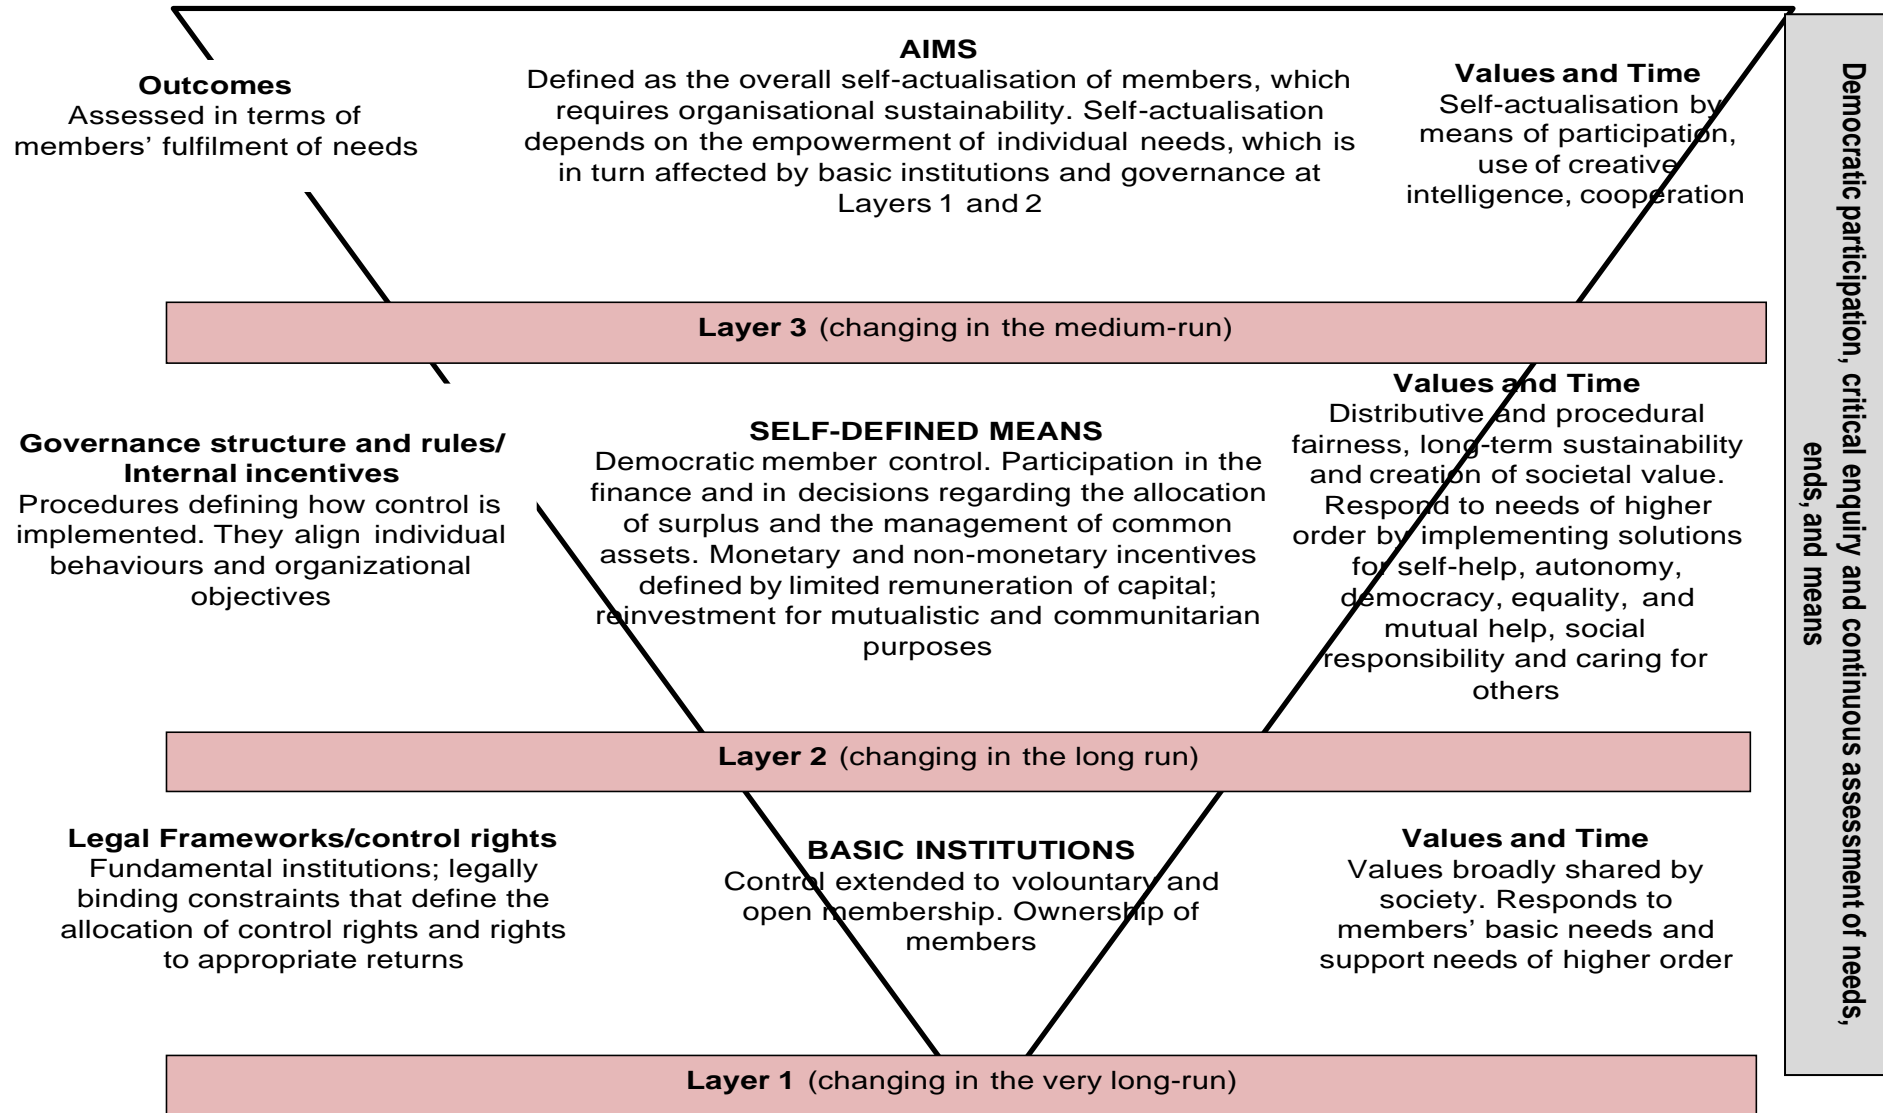 Outcomes
Assessed in terms of
members’ fulfilment of needs
AIMS
Defined as the overall self-actualisation of members, which
requires organisational sustainability. Self-actualisation
depends on the empowerment of individual needs, which is
in turn affected by basic institutions and governance at
Layers 1 and 2
Values and Time
Self-actualisation by
means of participation,
use of creative
intelligence, cooperation
Layer 3 (changing in the medium-run)
Governance structure and rules/
Internal incentives
Procedures defining how control is
implemented. They align individual
behaviours and organizational
objectives
SELF-DEFINED MEANS
Democratic member control. Participation in the
finance and in decisions regarding the allocation
of surplus and the management of common
assets. Monetary and non-monetary incentives
defined by limited remuneration of capital;
reinvestment for mutualistic and communitarian
purposes
Values and Time
Distributive and procedural
fairness, long-term sustainability
and creation of societal value.
Respond to needs of higher
order by implementing solutions
for self-help, autonomy,
democracy, equality, and
mutual help, social
responsibility and caring for
others
Layer 2 (changing in the long run)
Legal Frameworks/control rights
Fundamental institutions; legally
binding constraints that define the
allocation of control rights and rights
to appropriate returns
BASIC INSTITUTIONS
Control extended to volountary and
open membership. Ownership of
members
Values and Time
Values broadly shared by
society. Responds to
members’ basic needs and
support needs of higher order
Layer 1 (changing in the very long-run)
Democratic participation, critical enquiry and continuous assessment of needs,
ends, and means